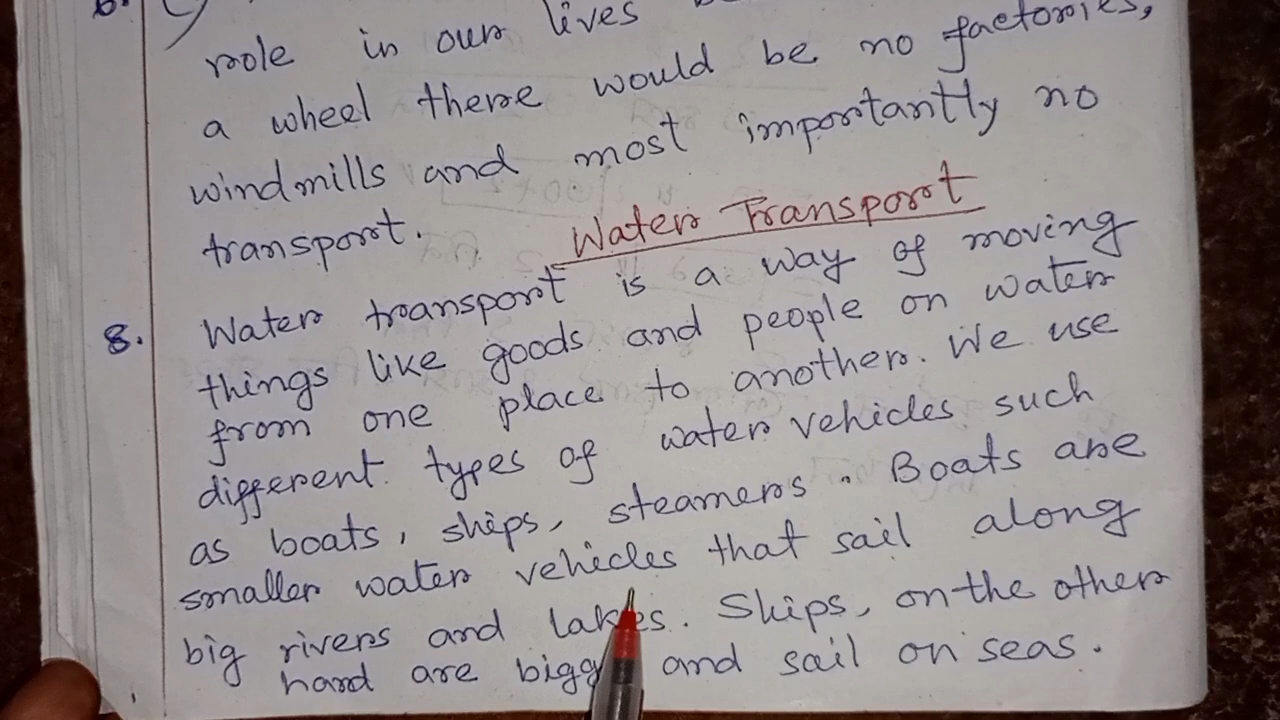 6.
role in our lives
a wheel there would be no factories,
windmills and most importantly no
transport.
Water Transport
8. Water transport is a way of moving
things like goods and people on water
from one place to another. We use
different types of water vehicles such
as boats, ships, steamers. Boats are
smaller water vehicles that sail along
big rivers and lakes. Ships, on the other
hand are bigg and sail on seas.